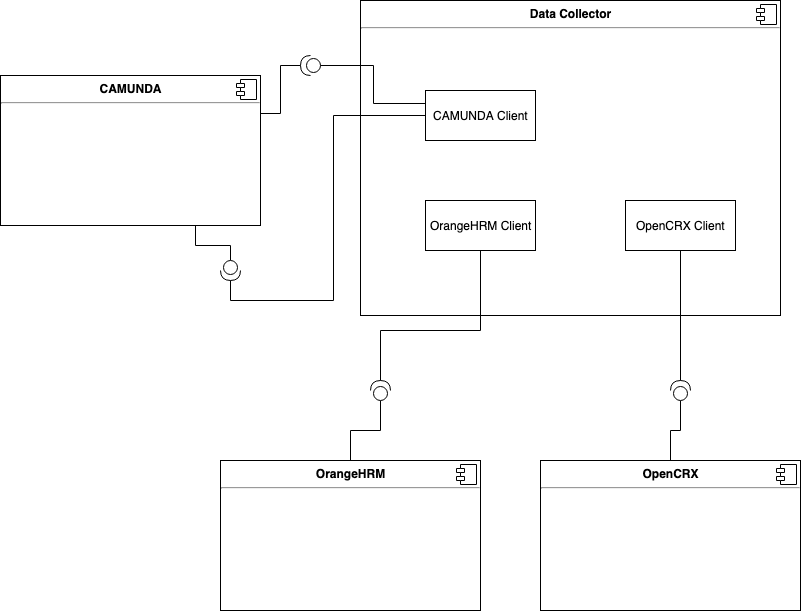 Data Collector
CAMUNDA
CAMUNDA Client
OrangeHRM Client
OpenCRX Client
OrangeHRM
OpenCRX